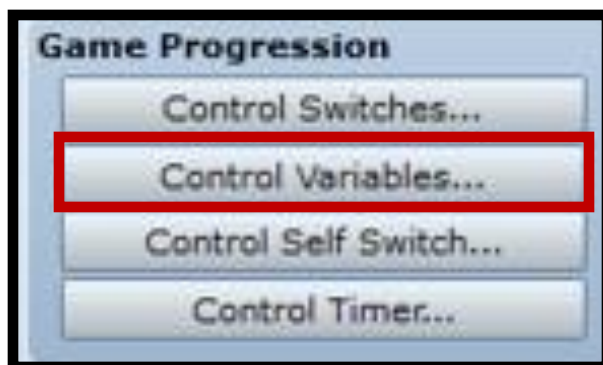 Game Progression
Control Switches...
Control Variables...
Control Self Switch...
Control Timer...